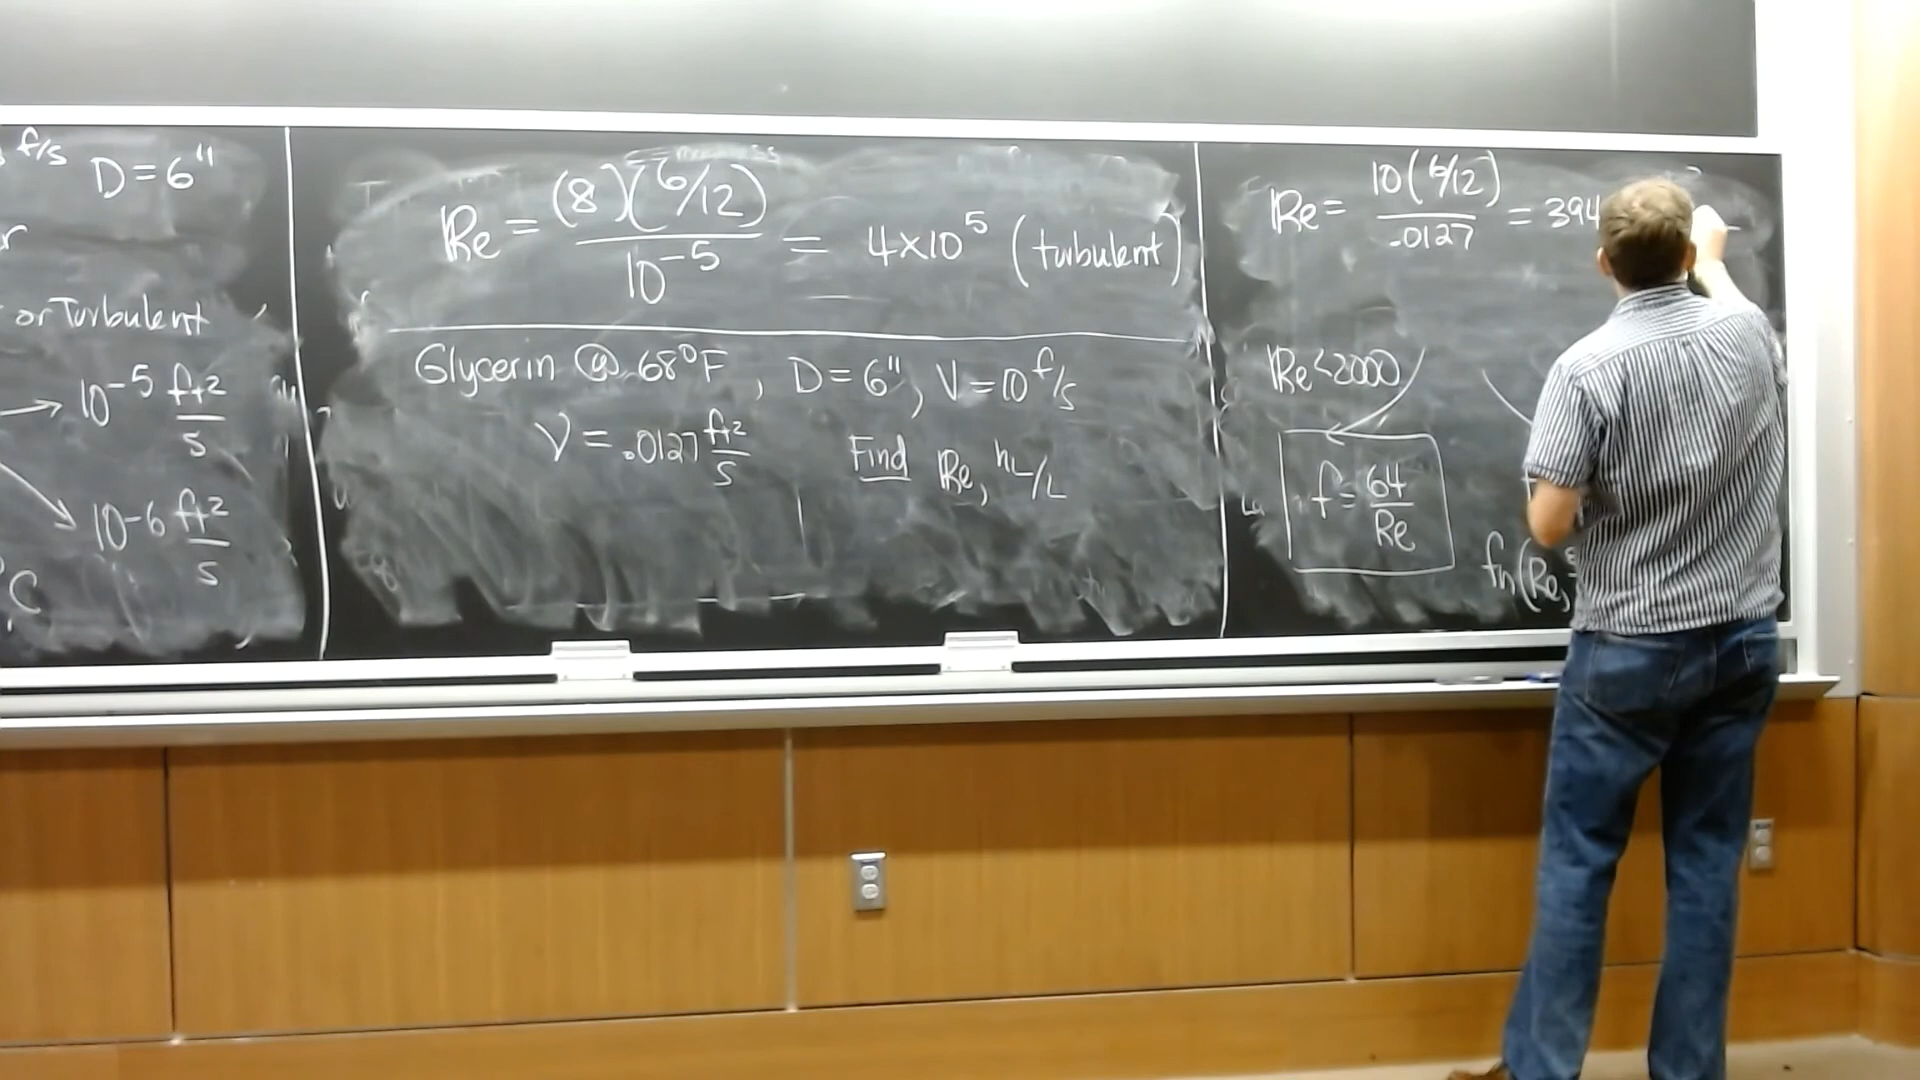 f/s D = 6"
r
or Turbulent
→ 10⁻⁵ ft²/s
10⁻⁶ ft²/s
°C
Re = (8)(6/12) / 10⁻⁵ = 4×10⁵ (turbulent)
Glycerin @ 68°F, D = 6", V = 10 f/s
ν = .0127 ft²/s
Find Re, hL/L
Re = 10(6/12) / .0127 = 394
Re < 2000
f = 64/Re
fn(Re,